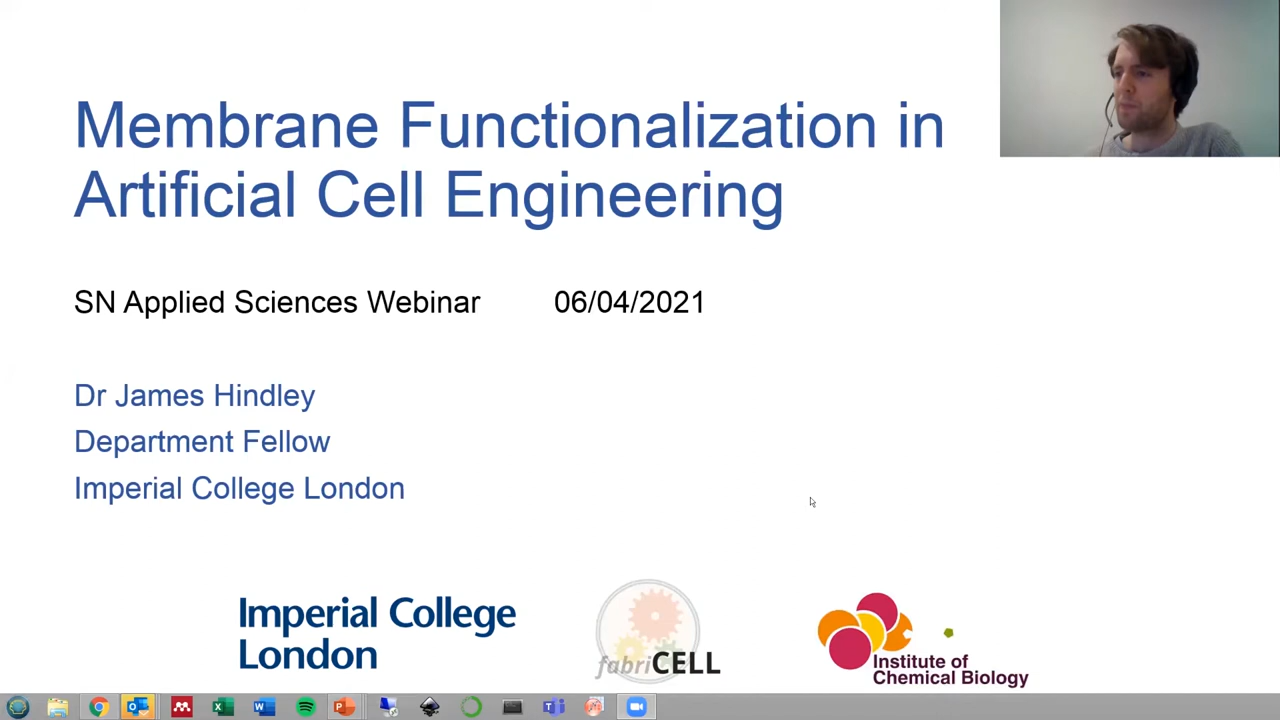 Membrane Functionalization in
Artificial Cell Engineering
SN Applied Sciences Webinar 06/04/2021
Dr James Hindley
Department Fellow
Imperial College London
Imperial College
London
fabriCELL
Institute of
Chemical Biology